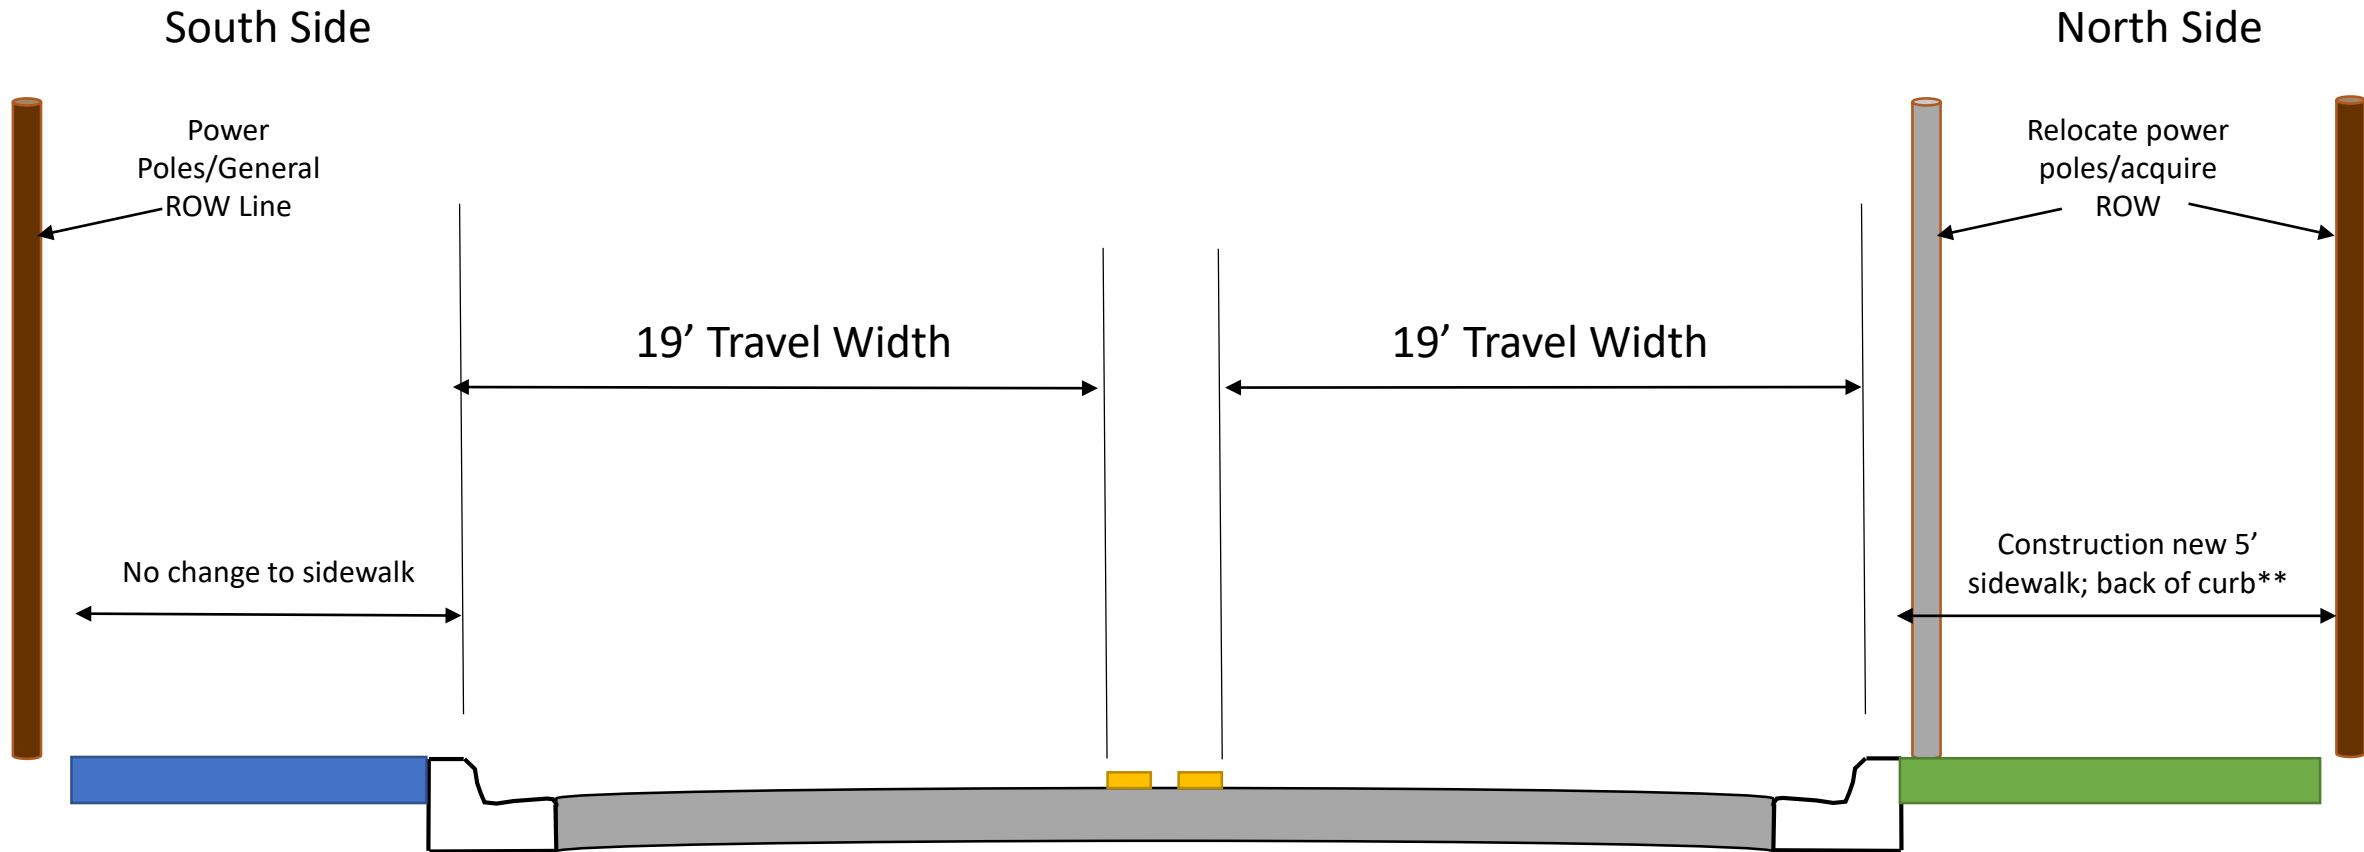 South Side
North Side
Power
Poles/General
ROW Line
Relocate power
poles/acquire
ROW
19’ Travel Width
19’ Travel Width
No change to sidewalk
Construction new 5’
sidewalk; back of curb**